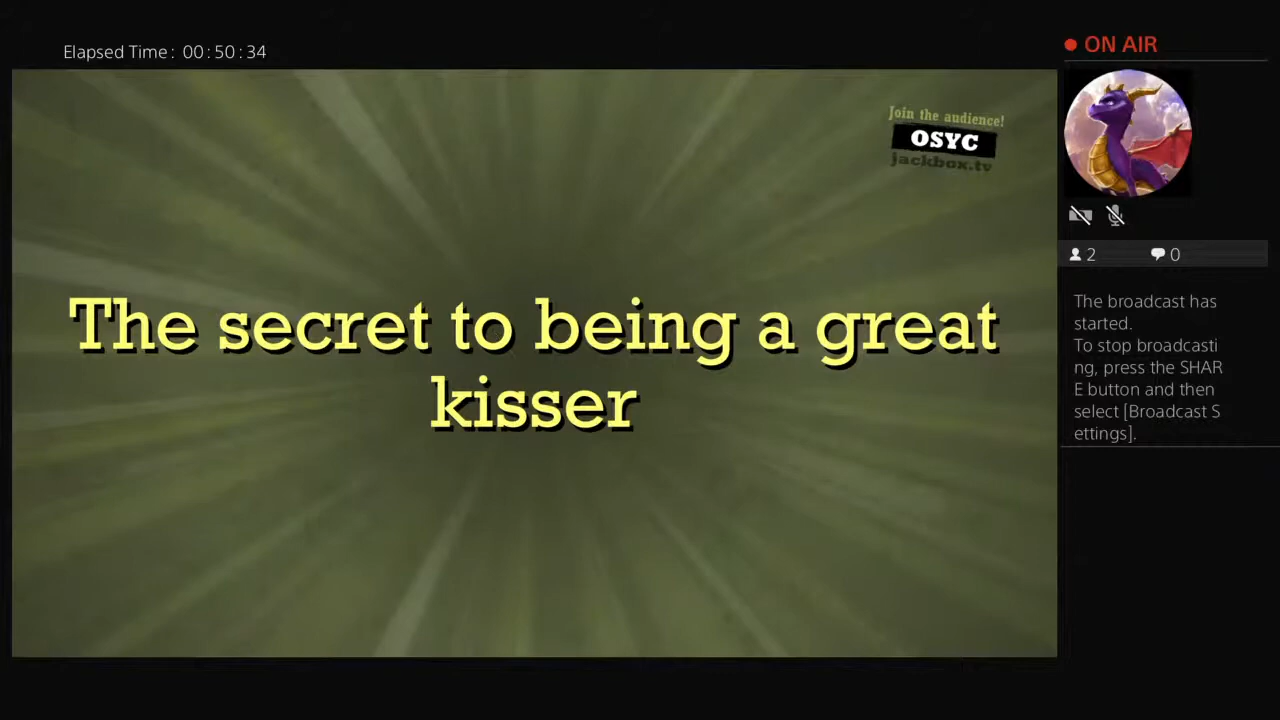 Elapsed Time: 00:50:34
ON AIR
Join the audience!
OSYC
jackbox.tv
The secret to being a great
kisser
2
0
The broadcast has
started.
To stop broadcasti
ng, press the SHAR
E button and then
select [Broadcast S
ettings].